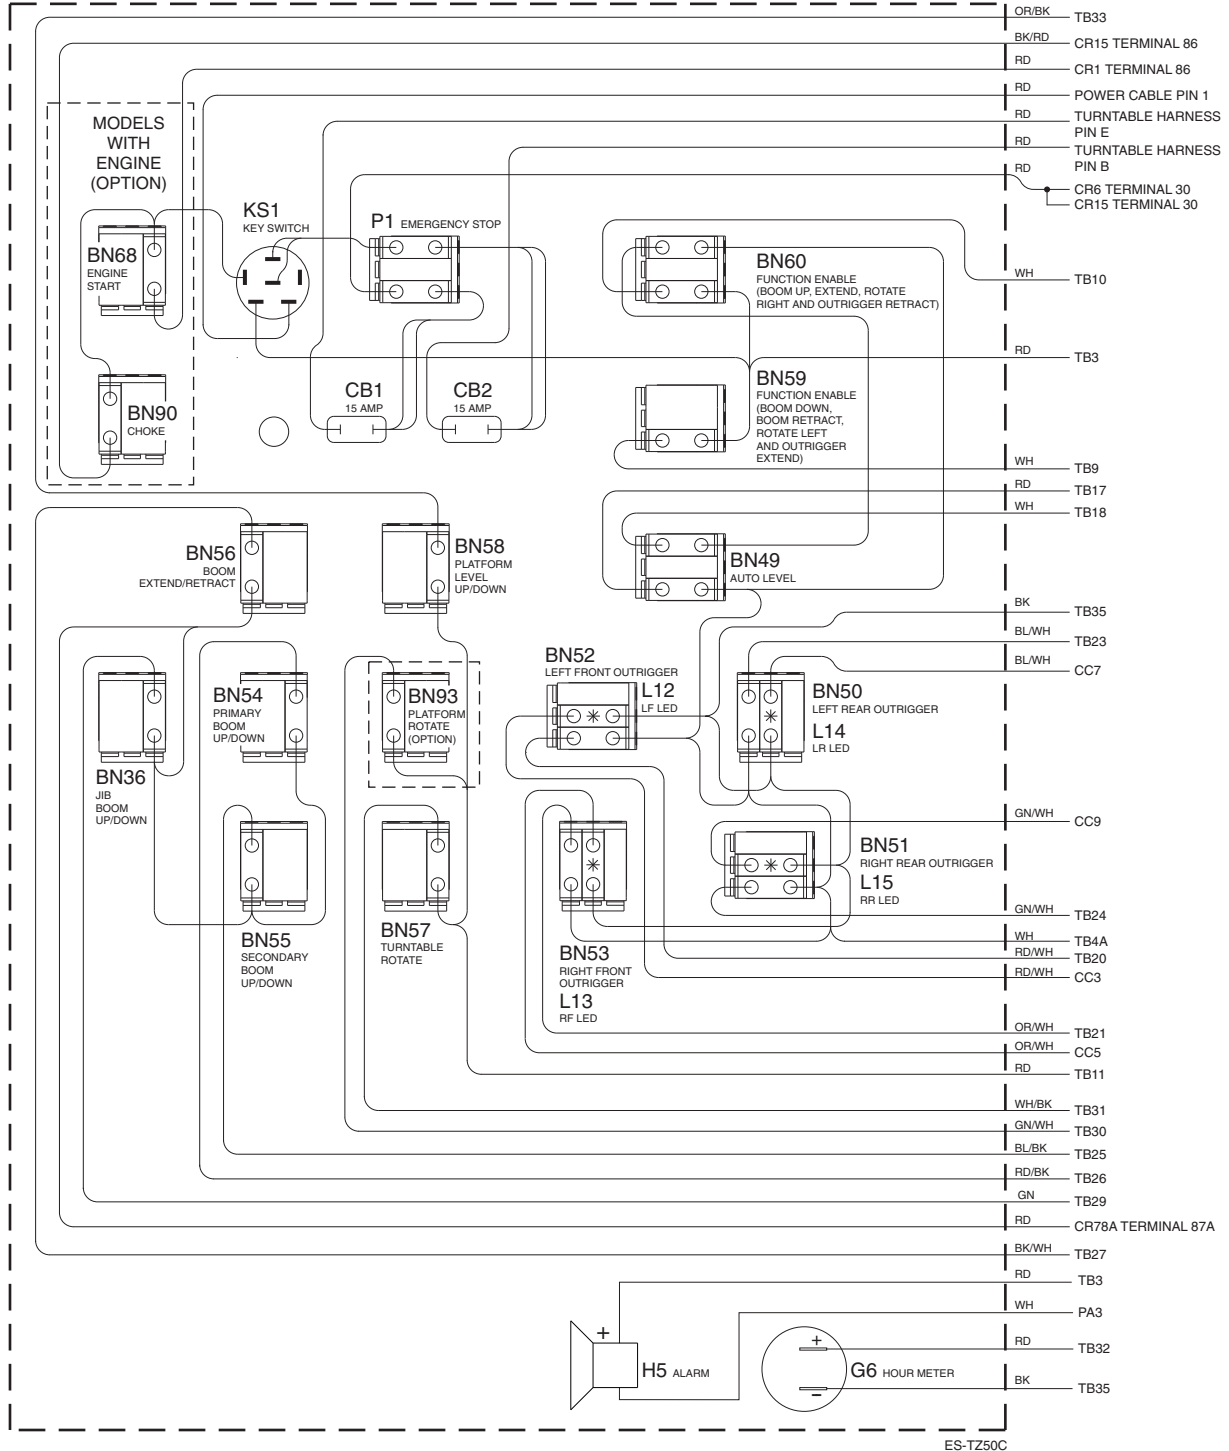 OR/BK TB33
BK/RD CR15 TERMINAL 86
RD CR1 TERMINAL 86
RD POWER CABLE PIN 1
RD TURNTABLE HARNESS
PIN E
RD TURNTABLE HARNESS
PIN B
RD CR6 TERMINAL 30
CR15 TERMINAL 30
MODELS
WITH
ENGINE
(OPTION)
KS1
KEY SWITCH
P1 EMERGENCY STOP
BN68
ENGINE
START
BN60
FUNCTION ENABLE
(BOOM UP, EXTEND, ROTATE
RIGHT AND OUTRIGGER RETRACT)
WH TB10
RD TB3
BN90
CHOKE
CB1
15 AMP
CB2
15 AMP
BN59
FUNCTION ENABLE
(BOOM DOWN,
BOOM RETRACT,
ROTATE LEFT
AND OUTRIGGER
EXTEND)
WH TB9
RD TB17
WH TB18
BN56
BOOM
EXTEND/RETRACT
BN58
PLATFORM
LEVEL
UP/DOWN
BN49
AUTO LEVEL
BK TB35
BL/WH TB23
BL/WH CC7
BN52
LEFT FRONT OUTRIGGER
L12
LF LED
BN50
LEFT REAR OUTRIGGER
L14
LR LED
BN54
PRIMARY
BOOM
UP/DOWN
BN93
PLATFORM
ROTATE
(OPTION)
BN36
JIB
BOOM
UP/DOWN
GN/WH CC9
BN51
RIGHT REAR OUTRIGGER
L15
RR LED
GN/WH TB24
WH TB4A
RD/WH TB20
RD/WH CC3
BN55
SECONDARY
BOOM
UP/DOWN
BN57
TURNTABLE
ROTATE
BN53
RIGHT FRONT
OUTRIGGER
L13
RF LED
OR/WH TB21
OR/WH CC5
RD TB11
WH/BK TB31
GN/WH TB30
BL/BK TB25
RD/BK TB26
GN TB29
RD CR78A TERMINAL 87A
BK/WH TB27
RD TB3
WH PA3
+
H5 ALARM
+
−
G6 HOUR METER
RD TB32
BK TB35
ES-TZ50C